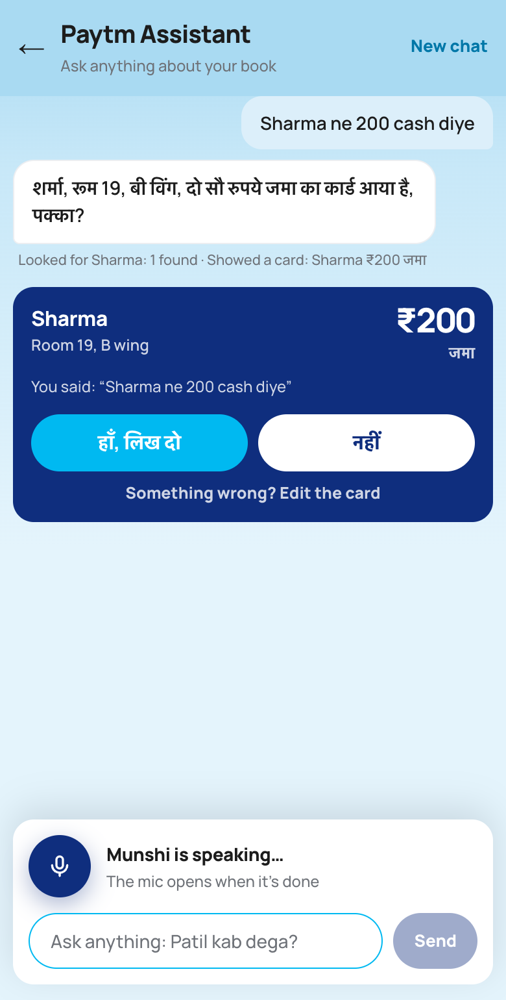 ←
Paytm Assistant
Ask anything about your book
New chat
Sharma ne 200 cash diye
शर्मा, रूम 19, बी विंग, दो सौ रुपये जमा का कार्ड आया है,
पक्का?
Looked for Sharma: 1 found · Showed a card: Sharma ₹200 जमा
Sharma
₹200
Room 19, B wing
जमा
You said: “Sharma ne 200 cash diye”
हाँ, लिख दो
नहीं
Something wrong? Edit the card
Munshi is speaking…
The mic opens when it’s done
Ask anything: Patil kab dega?
Send